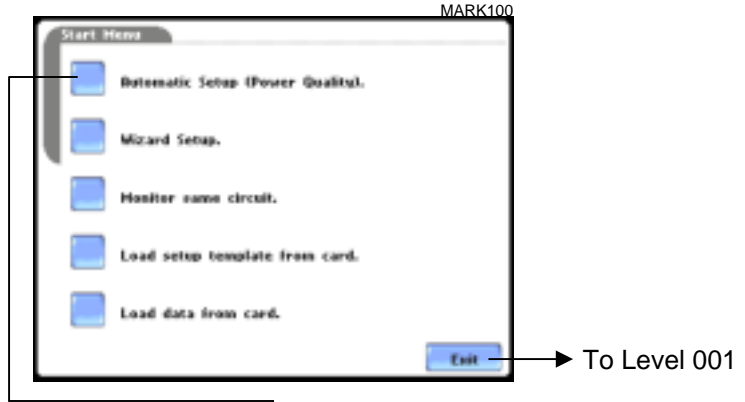 MARK100
Start Menu
Automatic Setup (Power Quality).
Wizard Setup.
Monitor same circuit.
Load setup template from card.
Load data from card.
Exit
To Level 001